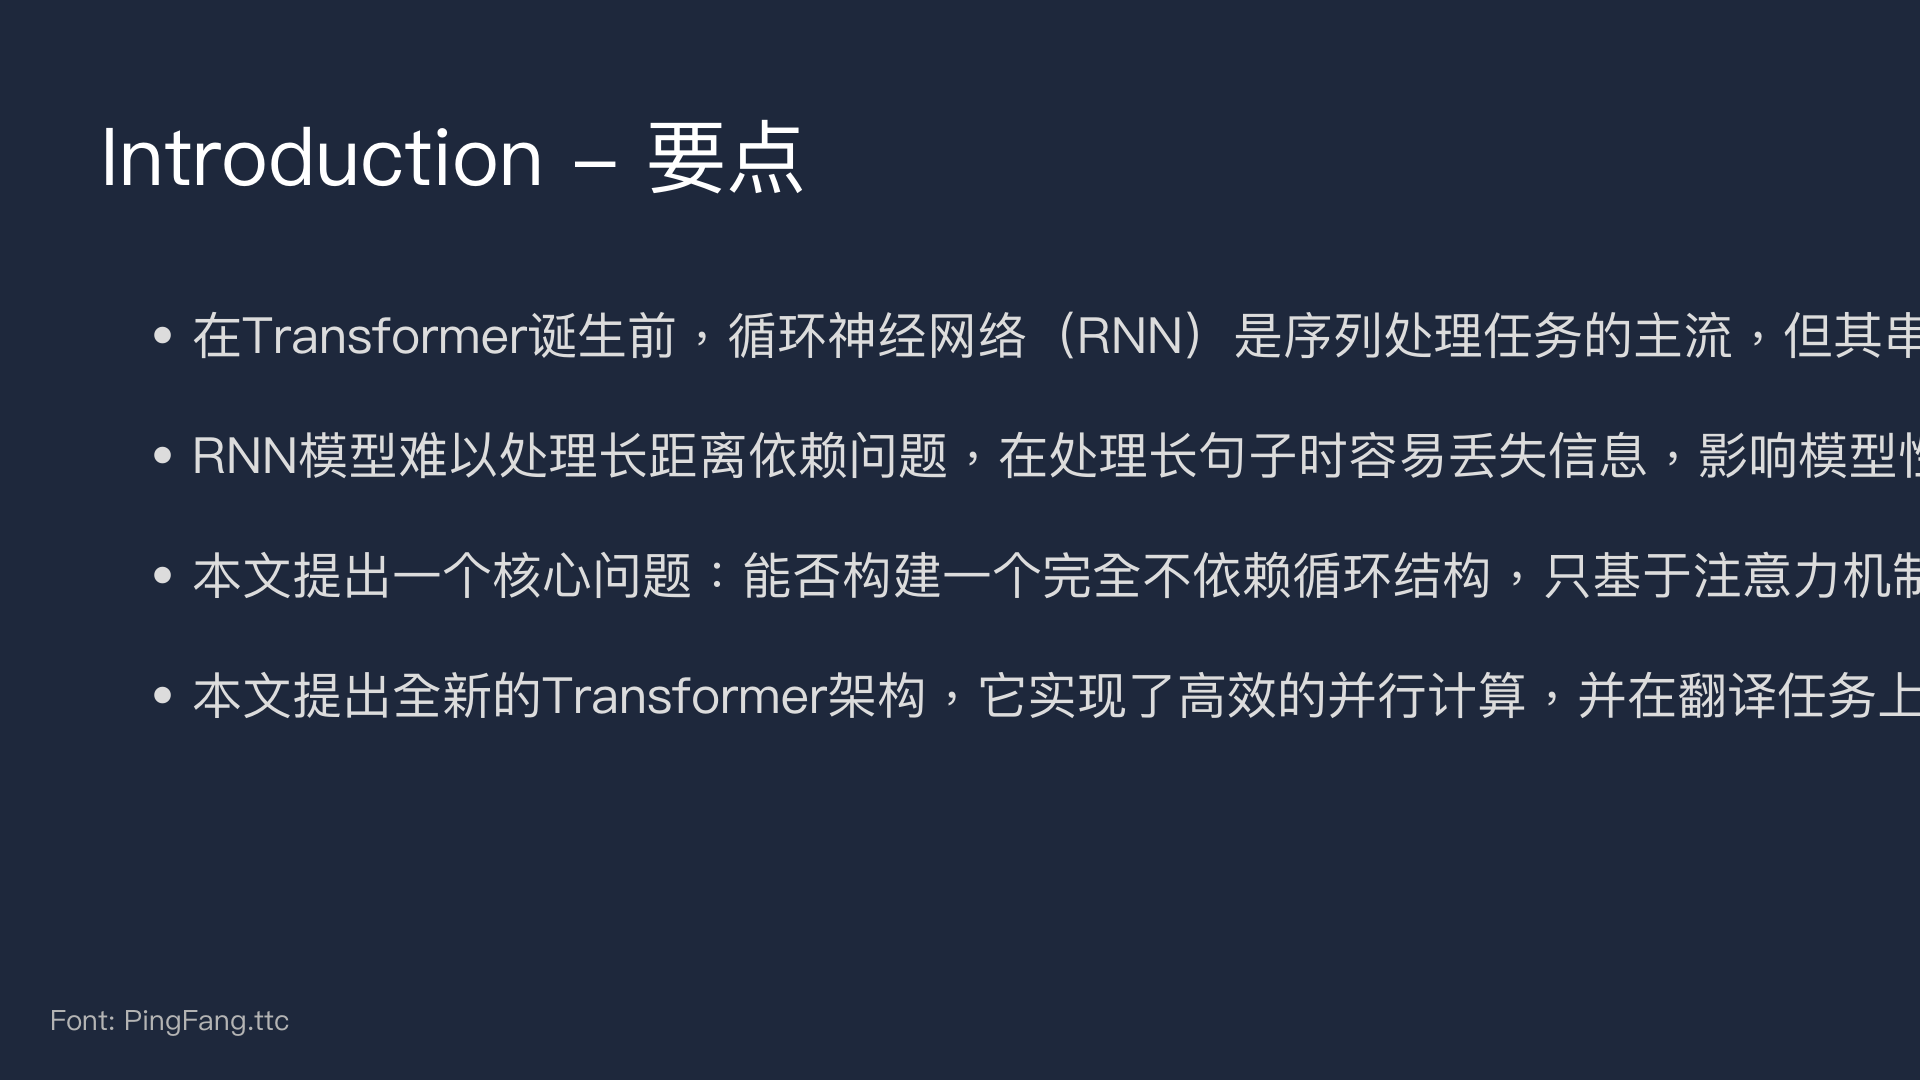 Introduction – 要点
• 在Transformer诞生前，循环神经网络（RNN）是序列处理任务的主流，但其串
• RNN模型难以处理长距离依赖问题，在处理长句子时容易丢失信息，影响模型性
• 本文提出一个核心问题：能否构建一个完全不依赖循环结构，只基于注意力机制
• 本文提出全新的Transformer架构，它实现了高效的并行计算，并在翻译任务上
Font: PingFang.ttc